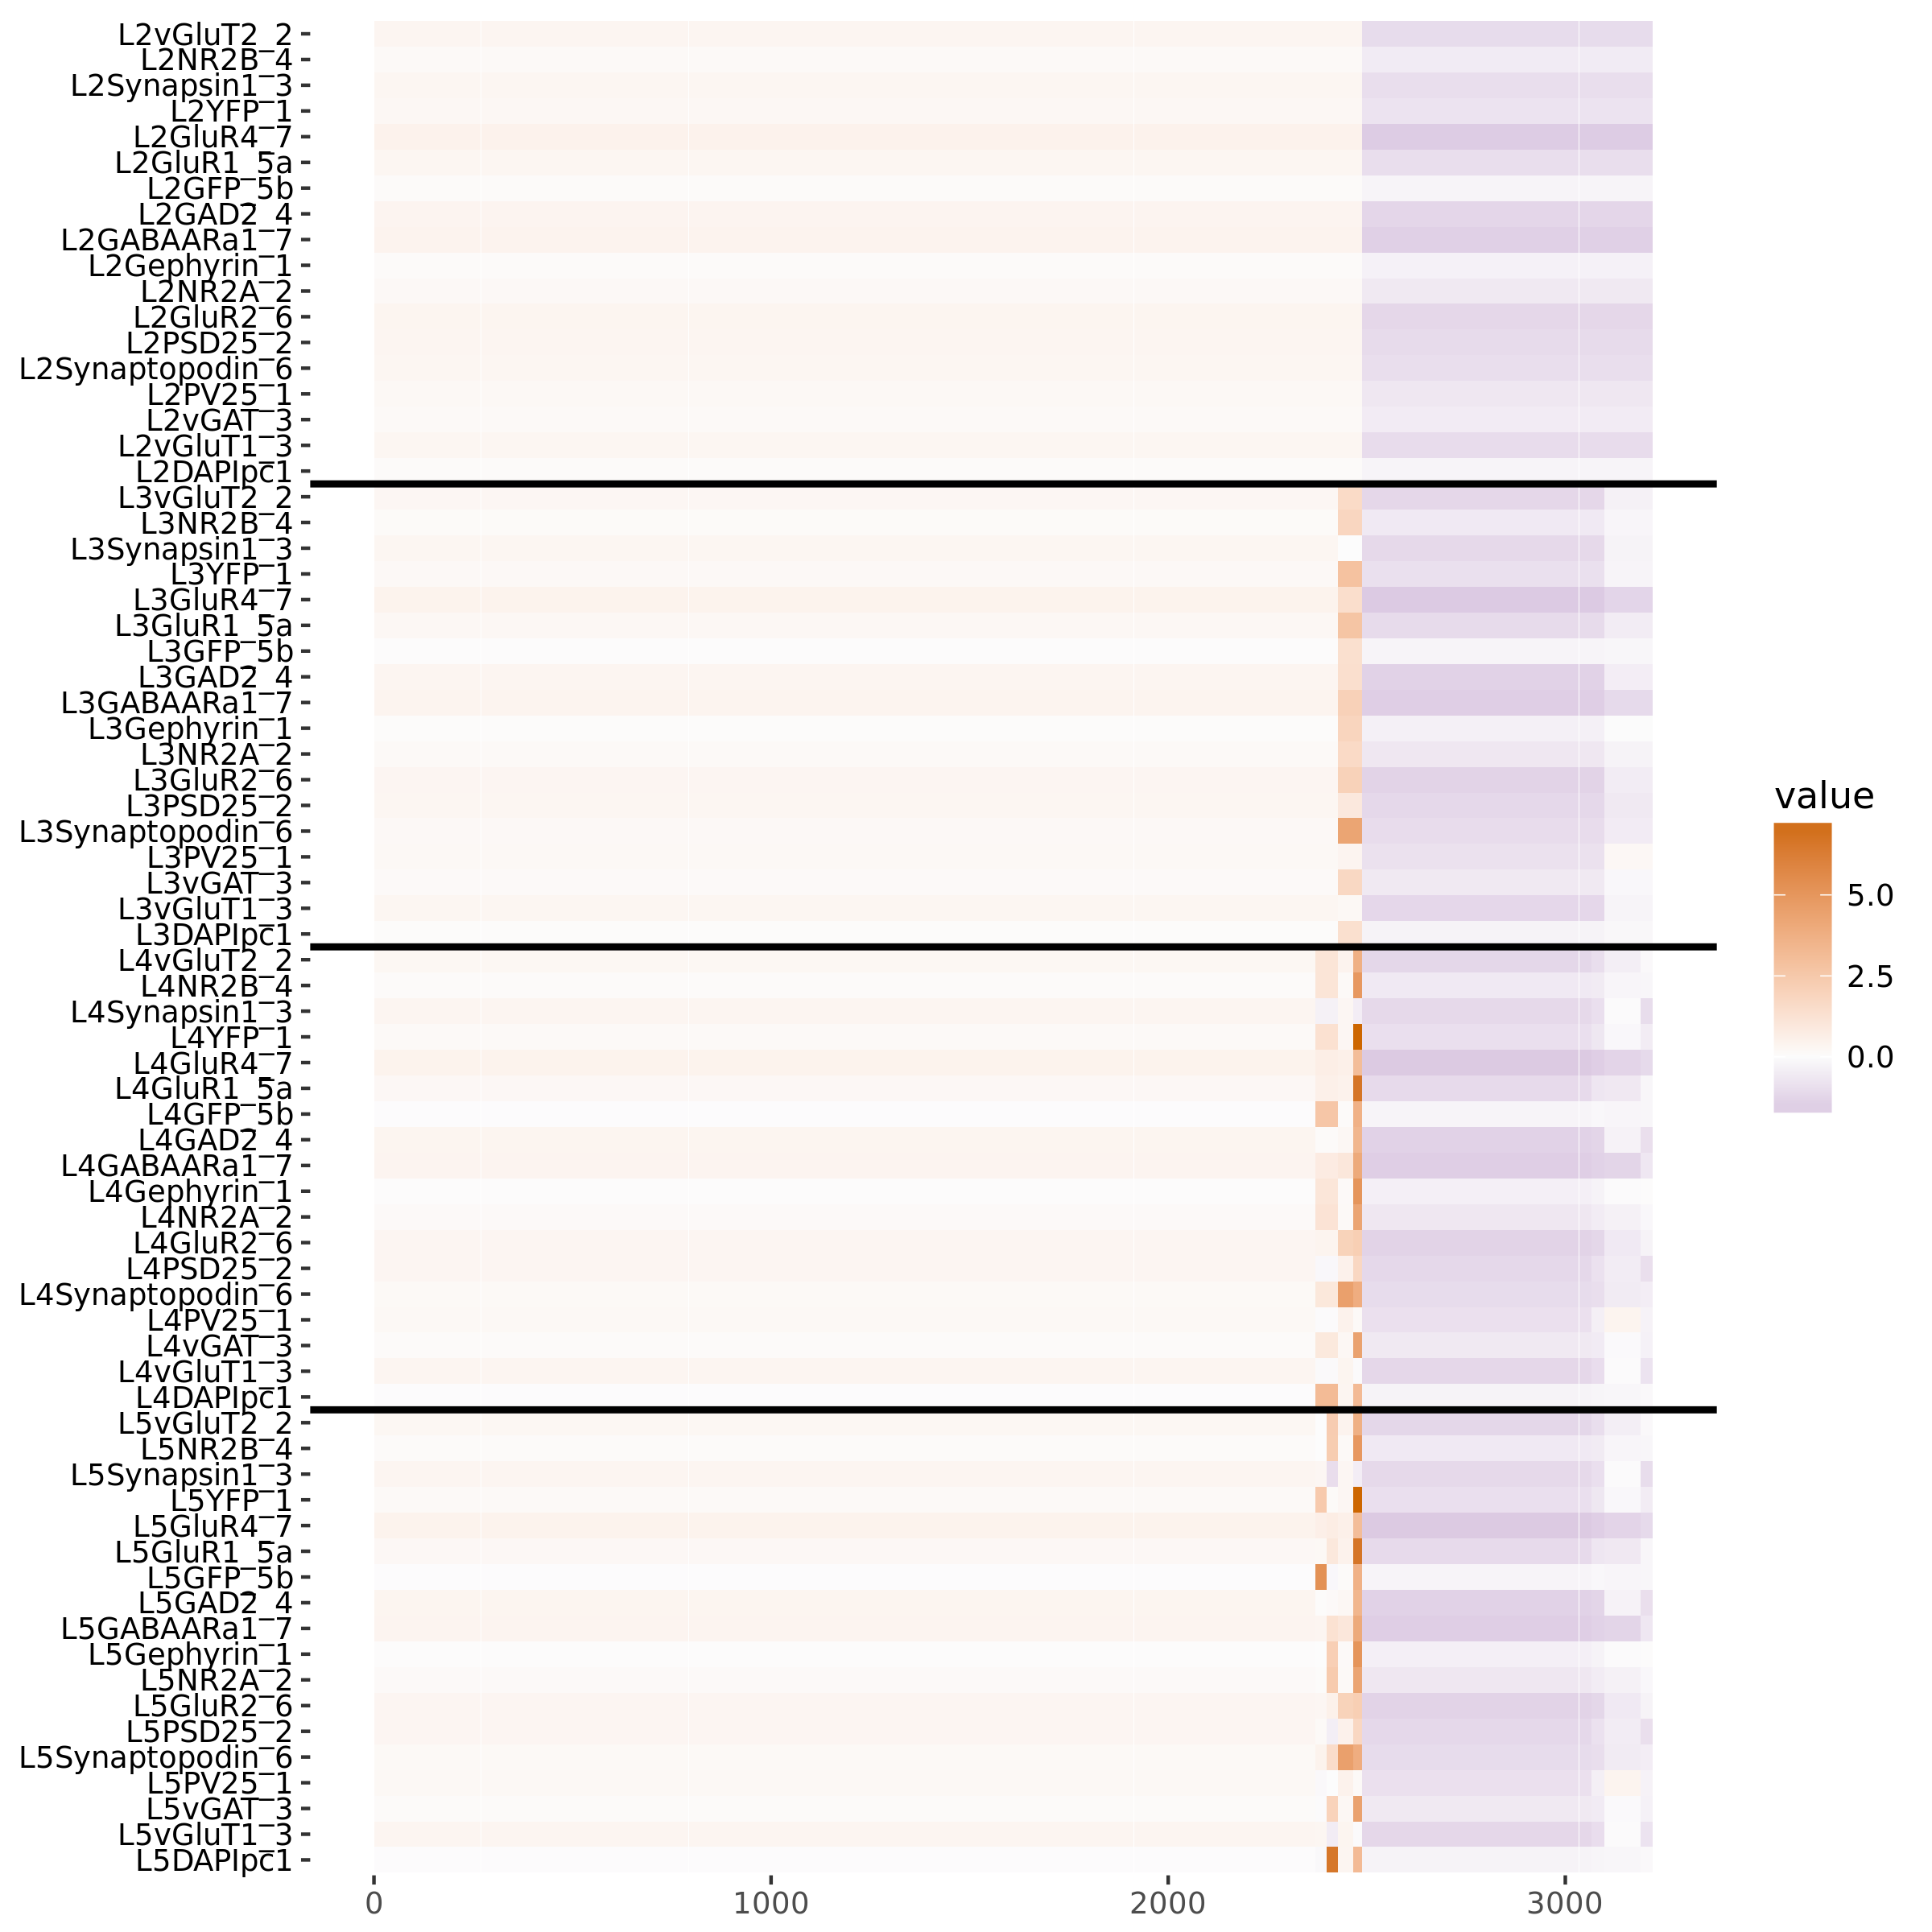 L2vGluT2_2
L2NR2B_4
L2Synapsin1_3
L2YFP_1
L2GluR4_7
L2GluR1_5a
L2GFP_5b
L2GAD2_4
L2GABAARa1_7
L2Gephyrin_1
L2NR2A_2
L2GluR2_6
L2PSD25_2
L2Synaptopodin_6
L2PV25_1
L2vGAT_3
L2vGluT1_3
L2DAPIpc1
L3vGluT2_2
L3NR2B_4
L3Synapsin1_3
L3YFP_1
L3GluR4_7
L3GluR1_5a
L3GFP_5b
L3GAD2_4
L3GABAARa1_7
L3Gephyrin_1
L3NR2A_2
L3GluR2_6
L3PSD25_2
L3Synaptopodin_6
L3PV25_1
L3vGAT_3
L3vGluT1_3
L3DAPIpc1
L4vGluT2_2
L4NR2B_4
L4Synapsin1_3
L4YFP_1
L4GluR4_7
L4GluR1_5a
L4GFP_5b
L4GAD2_4
L4GABAARa1_7
L4Gephyrin_1
L4NR2A_2
L4GluR2_6
L4PSD25_2
L4Synaptopodin_6
L4PV25_1
L4vGAT_3
L4vGluT1_3
L4DAPIpc1
L5vGluT2_2
L5NR2B_4
L5Synapsin1_3
L5YFP_1
L5GluR4_7
L5GluR1_5a
L5GFP_5b
L5GAD2_4
L5GABAARa1_7
L5Gephyrin_1
L5NR2A_2
L5GluR2_6
L5PSD25_2
L5Synaptopodin_6
L5PV25_1
L5vGAT_3
L5vGluT1_3
L5DAPIpc1
0 1000 2000 3000
value
5.0
2.5
0.0